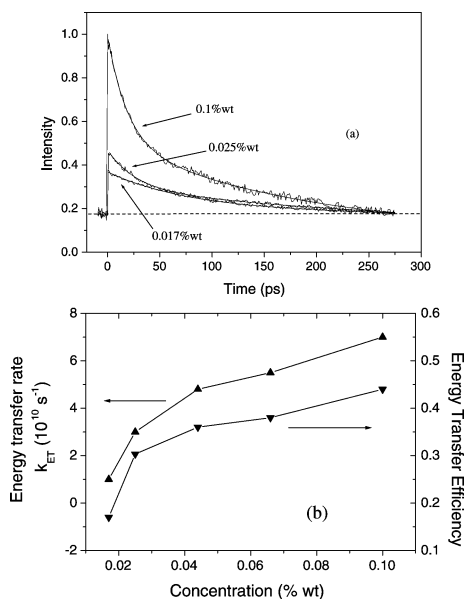 1.0
0.8
0.6
0.4
0.2
0.0
Intensity
0.1%wt
(a)
0.025%wt
0.017%wt
0 50 100 150 200 250 300
Time (ps)
8
6
4
2
0
-2
Energy transfer rate
k_ET (10^10 s^-1)
0.6
0.5
0.4
0.3
0.2
0.1
Energy Transfer Efficiency
(b)
0.02 0.04 0.06 0.08 0.10
Concentration (% wt)